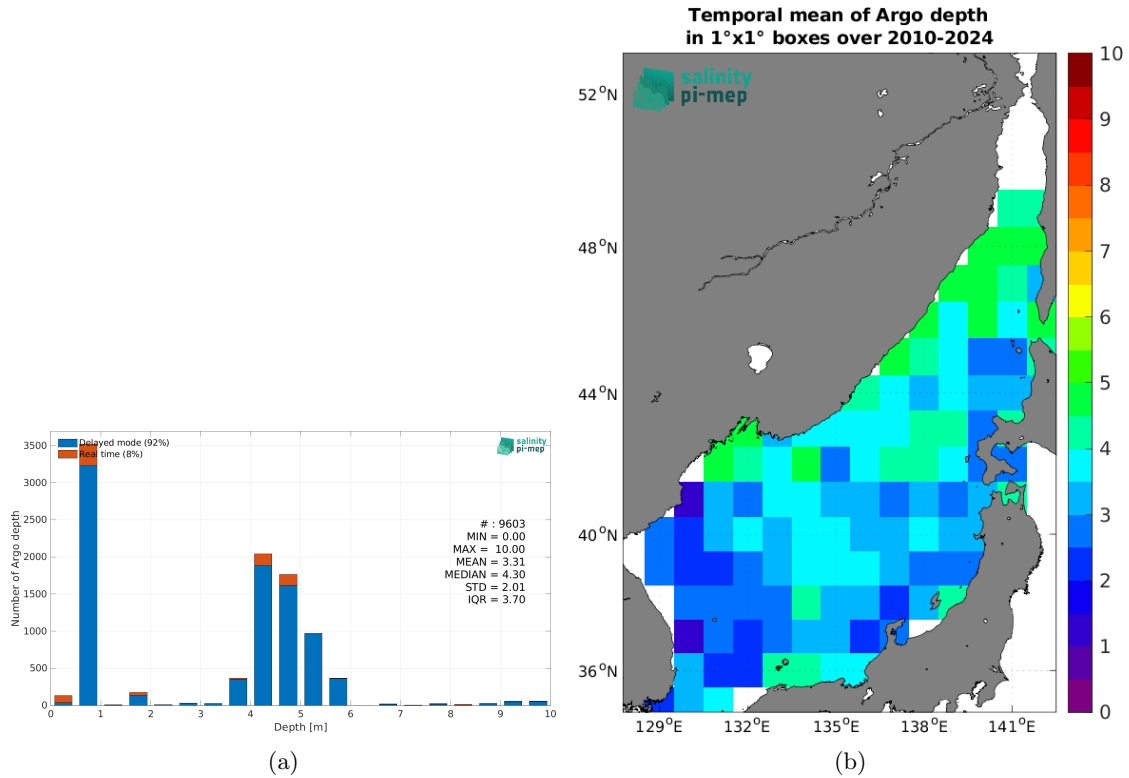 3500
3000
2500
2000
1500
1000
500
0
Number of Argo depth
Delayed mode (92%)
Real time (8%)
salinity
pi-mep
# : 9603
MIN = 0.00
MAX = 10.00
MEAN = 3.31
MEDIAN = 4.30
STD = 2.01
IQR = 3.70
0 1 2 3 4 5 6 7 8 9 10
Depth [m]
(a)
Temporal mean of Argo depth
in 1°x1° boxes over 2010-2024
salinity
pi-mep
52°N
48°N
44°N
40°N
36°N
129°E 132°E 135°E 138°E 141°E
10
9
8
7
6
5
4
3
2
1
0
(b)